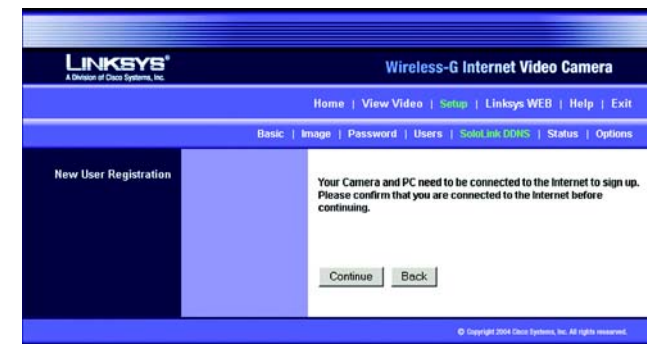 LINKSYS®
A Division of Cisco Systems, Inc.
Wireless-G Internet Video Camera
Home | View Video | Setup | Linksys WEB | Help | Exit
Basic | Image | Password | Users | SoloLink DDNS | Status | Options
New User Registration
Your Camera and PC need to be connected to the Internet to sign up.
Please confirm that you are connected to the Internet before
continuing.
Continue Back
© Copyright 2004 Cisco Systems, Inc. All rights reserved.